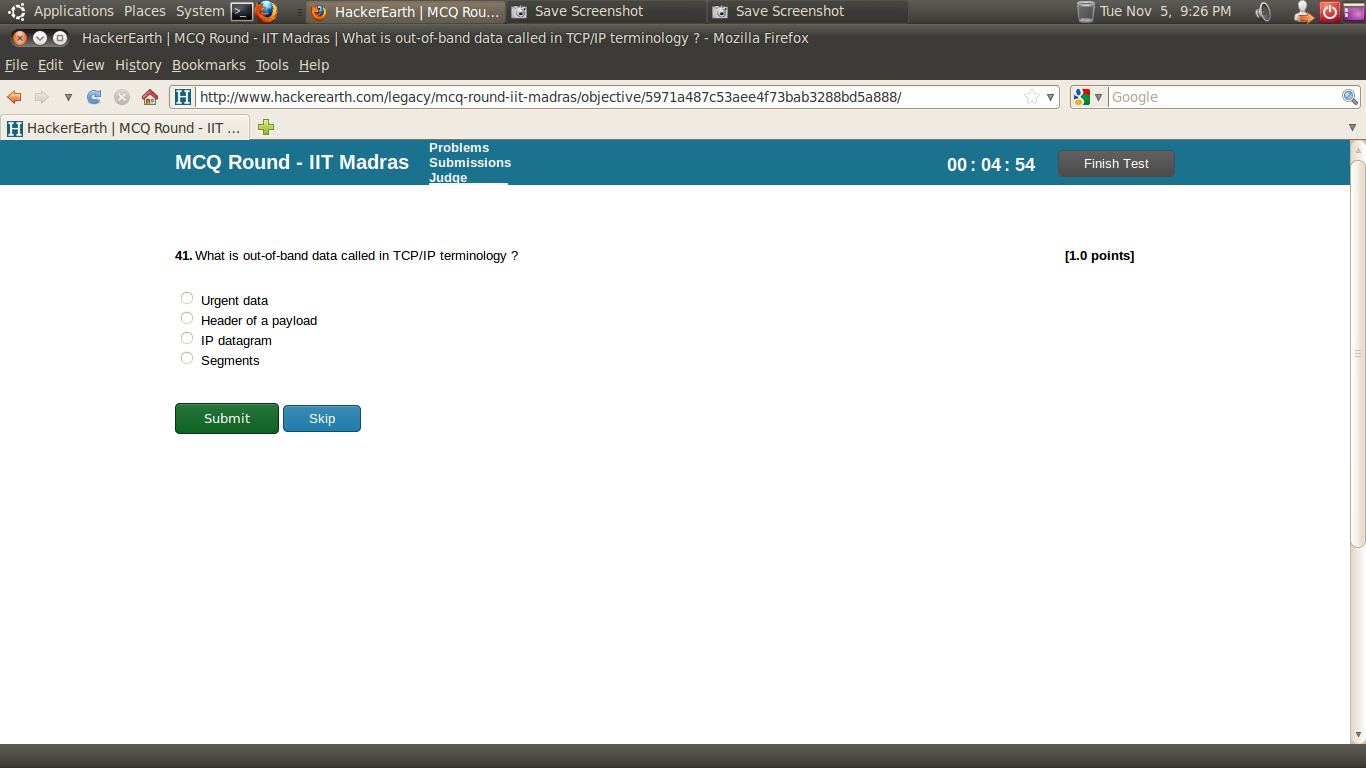 Applications Places System HackerEarth | MCQ Rou... Save Screenshot Save Screenshot Tue Nov 5, 9:26 PM
HackerEarth | MCQ Round - IIT Madras | What is out-of-band data called in TCP/IP terminology ? - Mozilla Firefox
File Edit View History Bookmarks Tools Help
H http://www.hackerearth.com/legacy/mcq-round-iit-madras/objective/5971a487c53aee4f73bab3288bd5a888/ Google
H HackerEarth | MCQ Round - IIT ...
Problems
MCQ Round - IIT Madras Submissions 00 : 04 : 54 Finish Test
Judge
41. What is out-of-band data called in TCP/IP terminology ? [1.0 points]
Urgent data
Header of a payload
IP datagram
Segments
Submit Skip